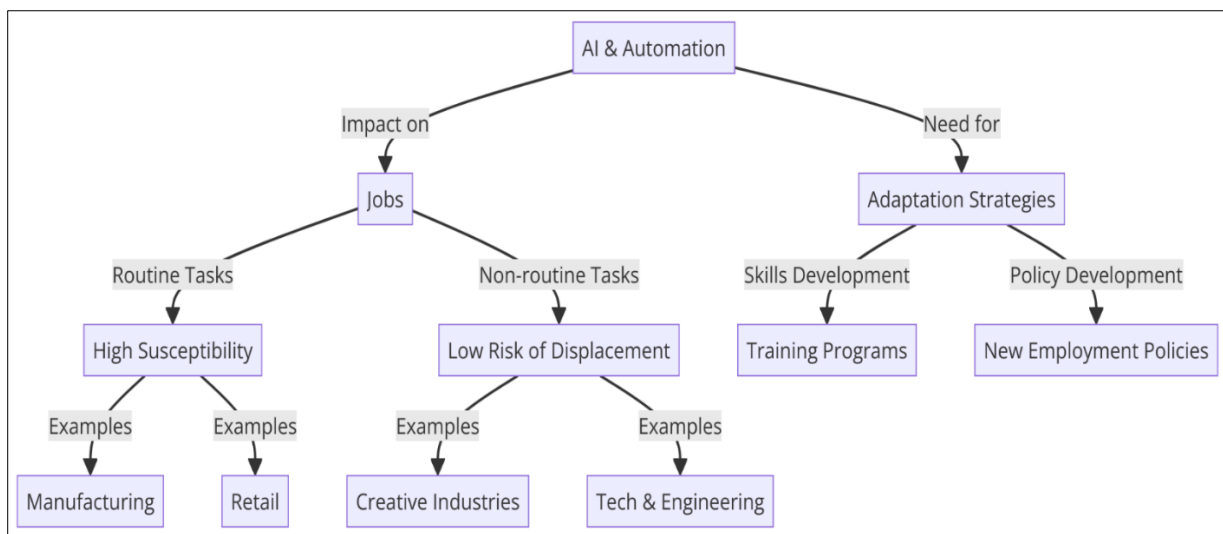 AI & Automation
Impact on
Need for
Jobs
Adaptation Strategies
Routine Tasks
Non-routine Tasks
Skills Development
Policy Development
High Susceptibility
Low Risk of Displacement
Training Programs
New Employment Policies
Examples
Examples
Examples
Examples
Manufacturing
Retail
Creative Industries
Tech & Engineering